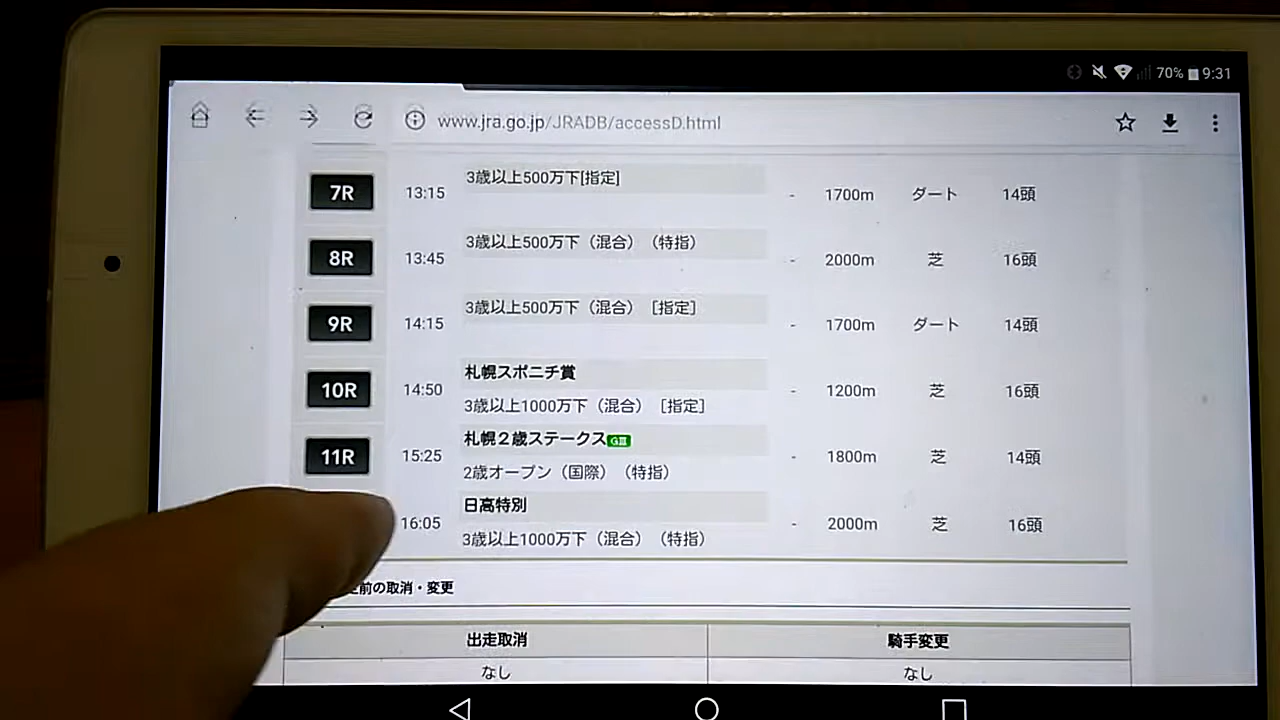 70% 9:31
www.jra.go.jp/JRADB/accessD.html
7R 13:15 3歳以上500万下[指定] - 1700m ダート 14頭
8R 13:45 3歳以上500万下（混合）（特指） - 2000m 芝 16頭
9R 14:15 3歳以上500万下（混合）［指定］ - 1700m ダート 14頭
10R 14:50 札幌スポニチ賞 - 1200m 芝 16頭
3歳以上1000万下（混合）［指定］
11R 15:25 札幌２歳ステークス GⅢ - 1800m 芝 14頭
2歳オープン（国際）（特指）
16:05 日高特別 - 2000m 芝 16頭
3歳以上1000万下（混合）（特指）
前の取消・変更
出走取消 騎手変更
なし なし